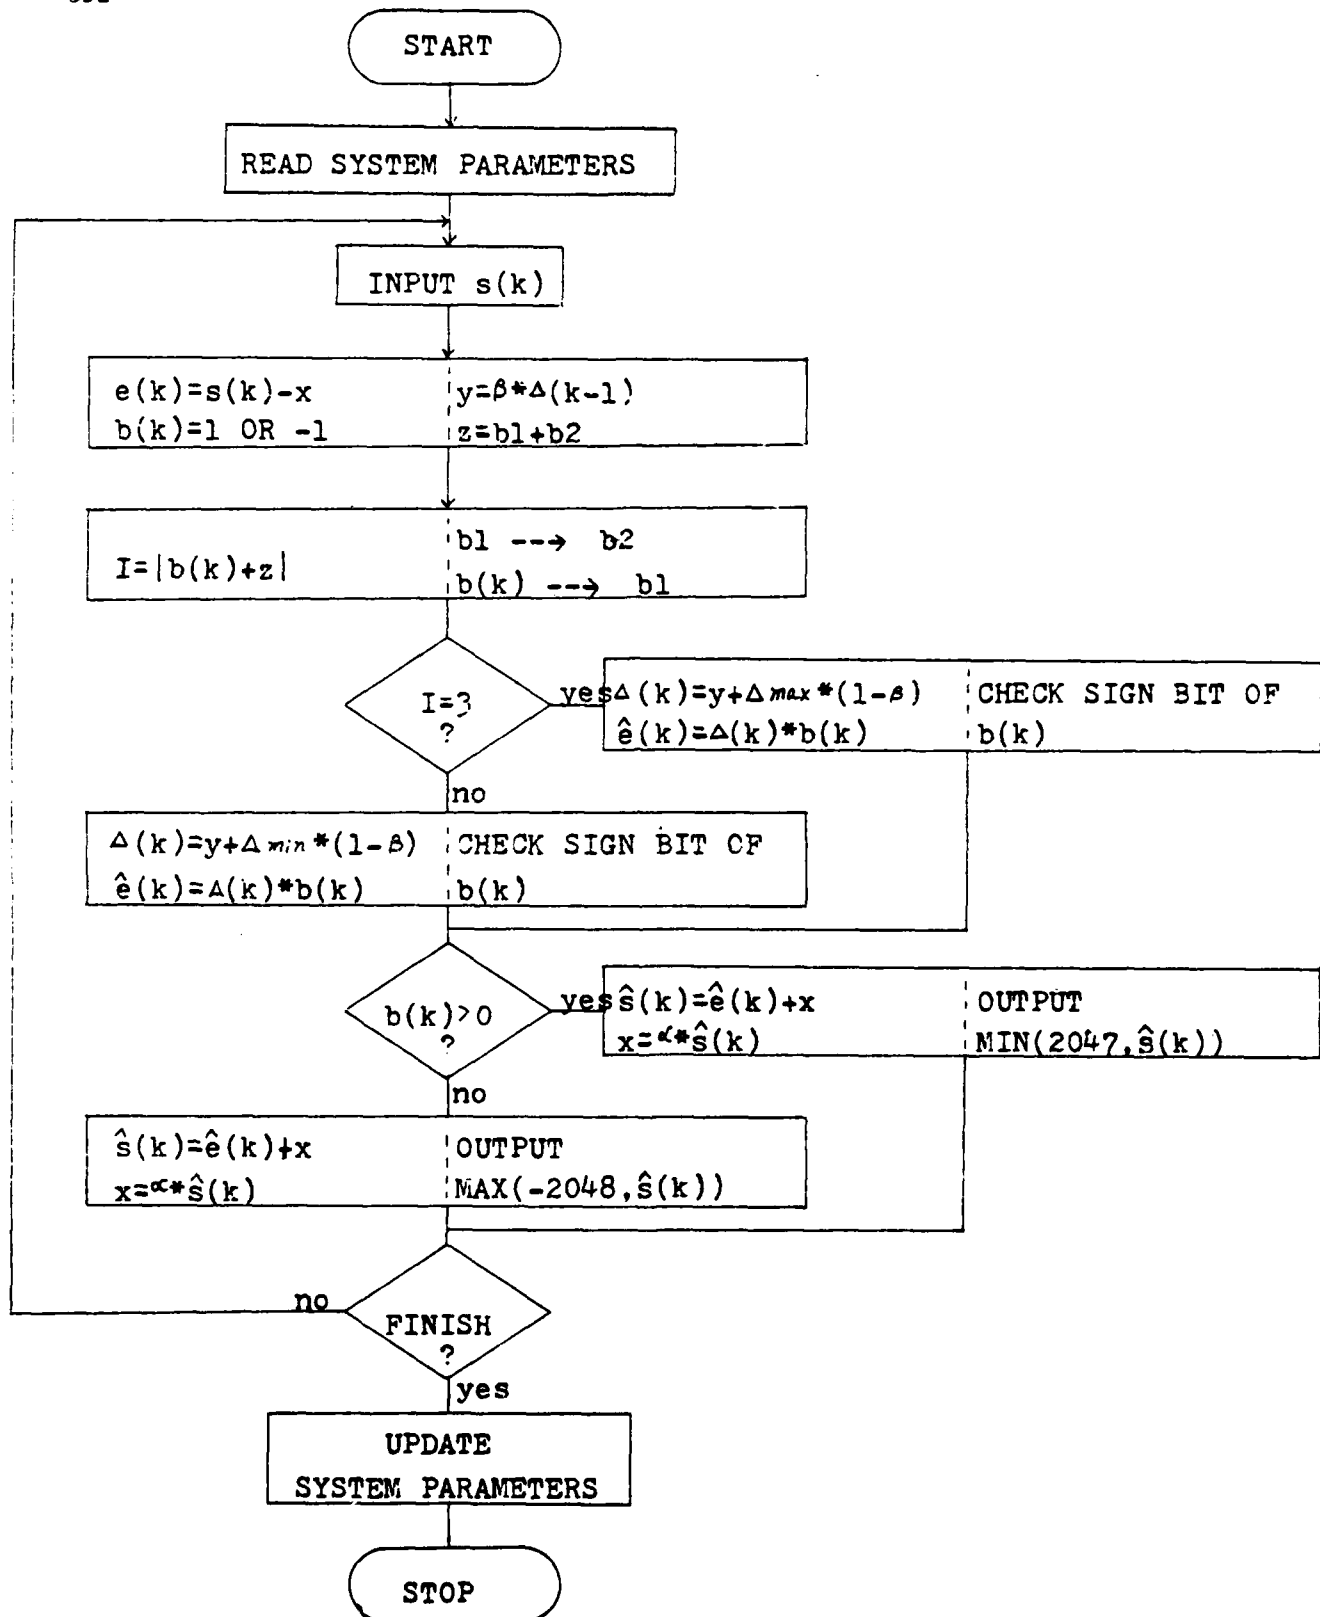 START
READ SYSTEM PARAMETERS
INPUT s(k)
e(k)=s(k)-x
b(k)=1 OR -1
y=β*Δ(k-1)
z=b1+b2
I=|b(k)+z|
b1 ---> b2
b(k) ---> b1
I=3
?
yes
Δ(k)=y+Δmax*(1-β)
ê(k)=Δ(k)*b(k)
CHECK SIGN BIT OF
b(k)
no
Δ(k)=y+Δmin*(1-β)
ê(k)=Δ(k)*b(k)
CHECK SIGN BIT OF
b(k)
b(k)>0
?
yes
ŝ(k)=ê(k)+x
x=α*ŝ(k)
OUTPUT
MIN(2047,ŝ(k))
no
ŝ(k)=ê(k)+x
x=α*ŝ(k)
OUTPUT
MAX(-2048,ŝ(k))
no
FINISH
?
yes
UPDATE
SYSTEM PARAMETERS
STOP